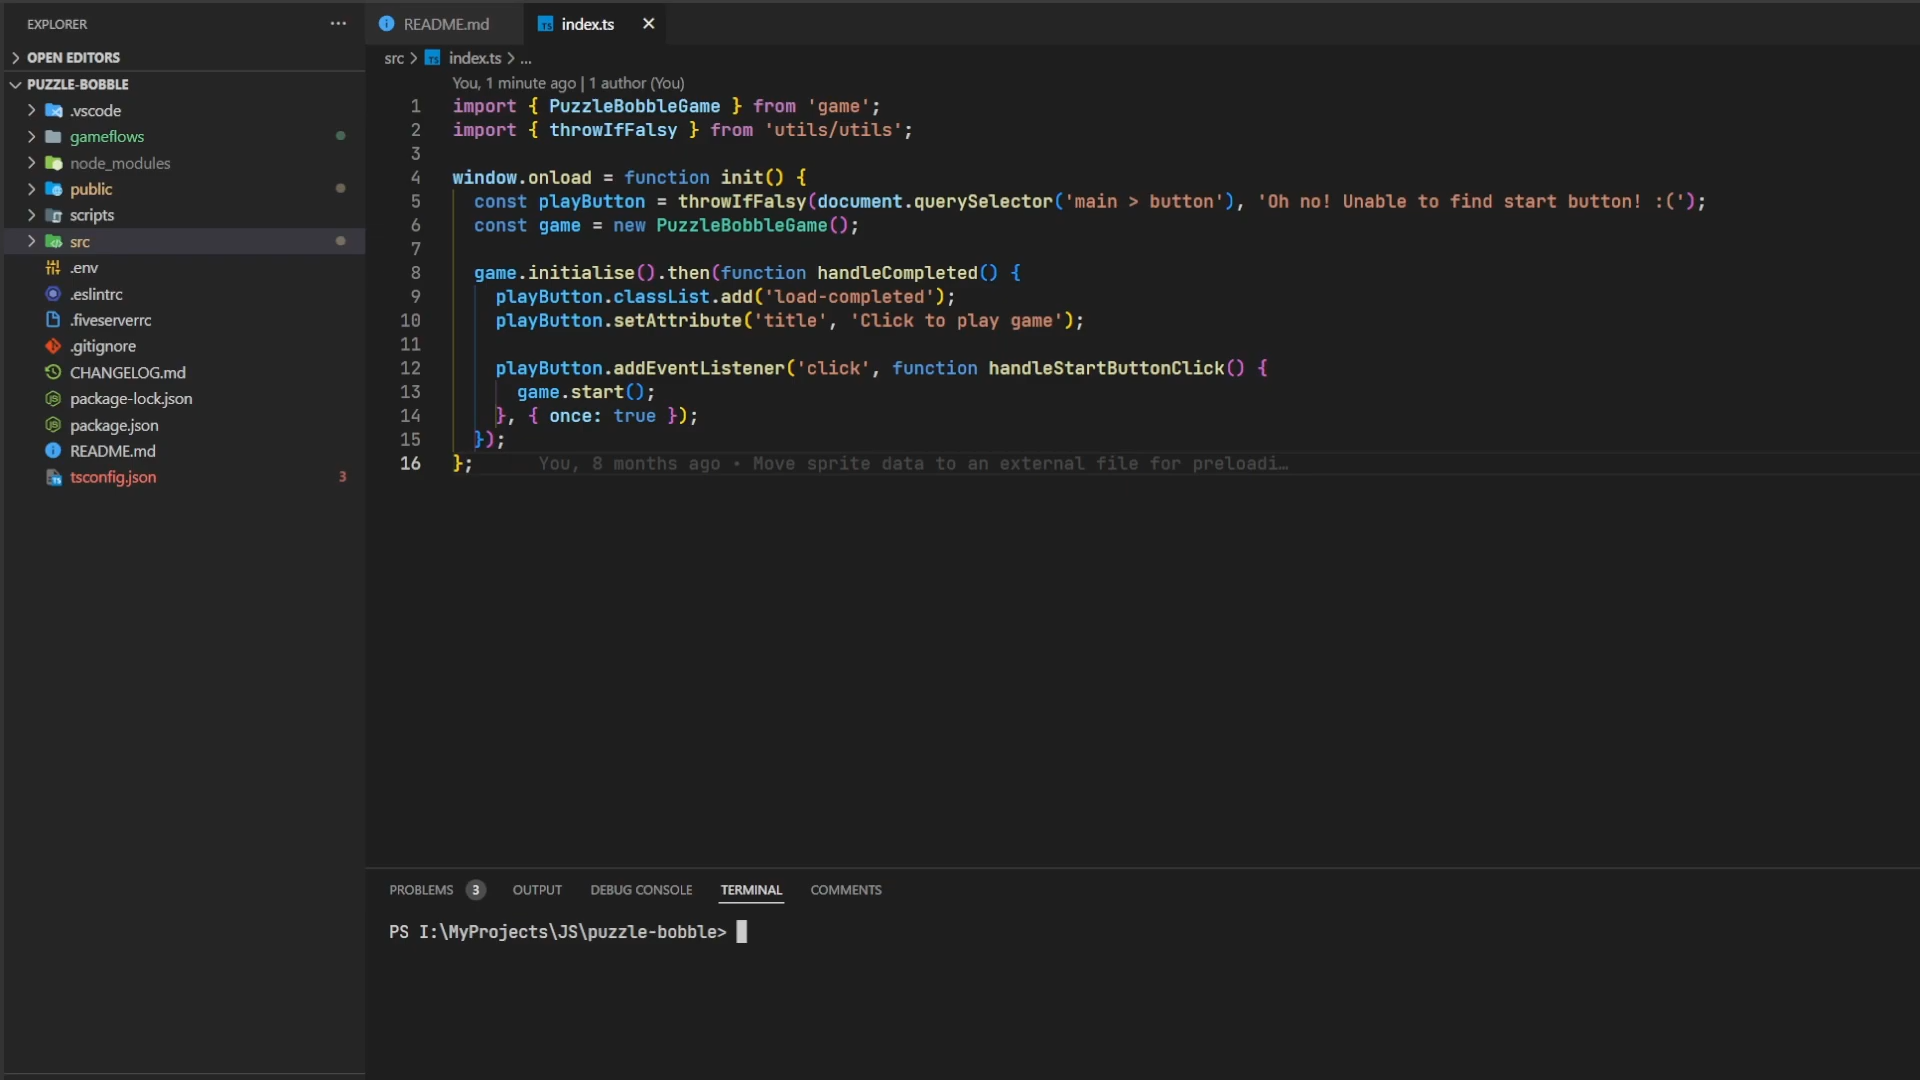 EXPLORER
OPEN EDITORS
PUZZLE-BOBBLE
.vscode
gameflows
node_modules
public
scripts
src
.env
.eslintrc
.fiveserverrc
.gitignore
CHANGELOG.md
package-lock.json
package.json
README.md
tsconfig.json 3
README.md index.ts
src > index.ts > ...
You, 1 minute ago | 1 author (You)
1 import { PuzzleBobbleGame } from 'game';
2 import { throwIfFalsy } from 'utils/utils';
3
4 window.onload = function init() {
5 const playButton = throwIfFalsy(document.querySelector('main > button'), 'Oh no! Unable to find start button! :(');
6 const game = new PuzzleBobbleGame();
7
8 game.initialise().then(function handleCompleted() {
9 playButton.classList.add('load-completed');
10 playButton.setAttribute('title', 'Click to play game');
11
12 playButton.addEventListener('click', function handleStartButtonClick() {
13 game.start();
14 }, { once: true });
15 });
16 }; You, 8 months ago • Move sprite data to an external file for preloadi…
PROBLEMS 3 OUTPUT DEBUG CONSOLE TERMINAL COMMENTS
PS I:\MyProjects\JS\puzzle-bobble>